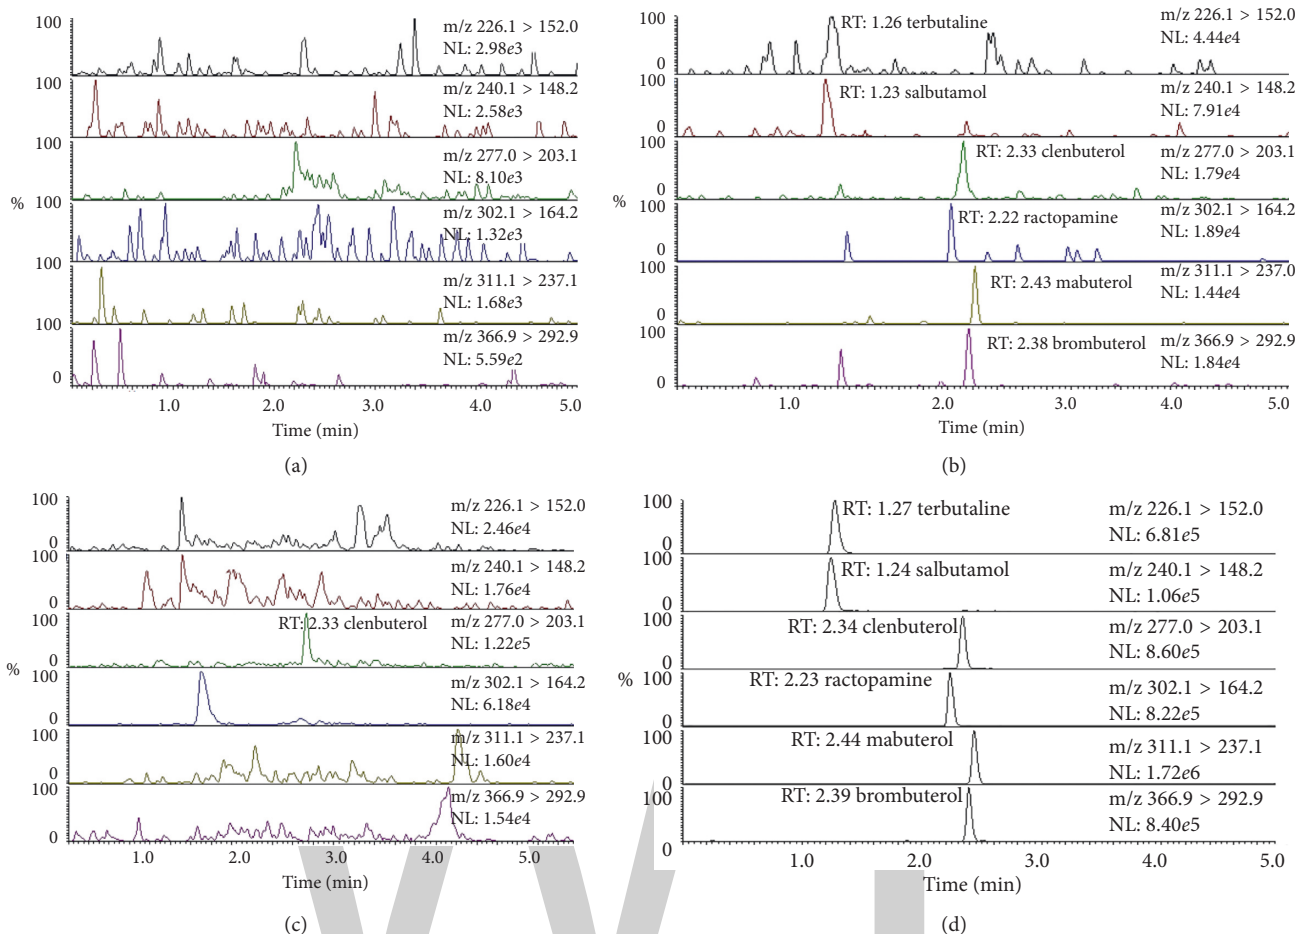 100
m/z 226.1 > 152.0
NL: 2.98e3
0
100
m/z 240.1 > 148.2
NL: 2.58e3
100
m/z 277.0 > 203.1
NL: 8.10e3
%
100
m/z 302.1 > 164.2
NL: 1.32e3
100
m/z 311.1 > 237.1
NL: 1.68e3
100
m/z 366.9 > 292.9
NL: 5.59e2
0
1.0 2.0 3.0 4.0 5.0
Time (min)
(a)
100
RT: 1.26 terbutaline
m/z 226.1 > 152.0
NL: 4.44e4
0
100
RT: 1.23 salbutamol
m/z 240.1 > 148.2
NL: 7.91e4
0
100
RT: 2.33 clenbuterol
m/z 277.0 > 203.1
NL: 1.79e4
0
%
100
RT: 2.22 ractopamine
m/z 302.1 > 164.2
NL: 1.89e4
0
100
RT: 2.43 mabuterol
m/z 311.1 > 237.0
NL: 1.44e4
0
100
RT: 2.38 brombuterol
m/z 366.9 > 292.9
NL: 1.84e4
0
1.0 2.0 3.0 4.0 5.0
Time (min)
(b)
100
m/z 226.1 > 152.0
NL: 2.46e4
0
100
m/z 240.1 > 148.2
NL: 1.76e4
0
100
RT: 2.33 clenbuterol
m/z 277.0 > 203.1
NL: 1.22e5
0
%
100
m/z 302.1 > 164.2
NL: 6.18e4
0
100
m/z 311.1 > 237.1
NL: 1.60e4
0
100
m/z 366.9 > 292.9
NL: 1.54e4
0
1.0 2.0 3.0 4.0 5.0
Time (min)
(c)
100
RT: 1.27 terbutaline
m/z 226.1 > 152.0
NL: 6.81e5
0
100
RT: 1.24 salbutamol
m/z 240.1 > 148.2
NL: 1.06e5
0
100
RT: 2.34 clenbuterol
m/z 277.0 > 203.1
NL: 8.60e5
0
%
100
RT: 2.23 ractopamine
m/z 302.1 > 164.2
NL: 8.22e5
0
100
RT: 2.44 mabuterol
m/z 311.1 > 237.1
NL: 1.72e6
0
100
RT: 2.39 brombuterol
m/z 366.9 > 292.9
NL: 8.40e5
0
1.0 2.0 3.0 4.0 5.0
Time (min)
(d)